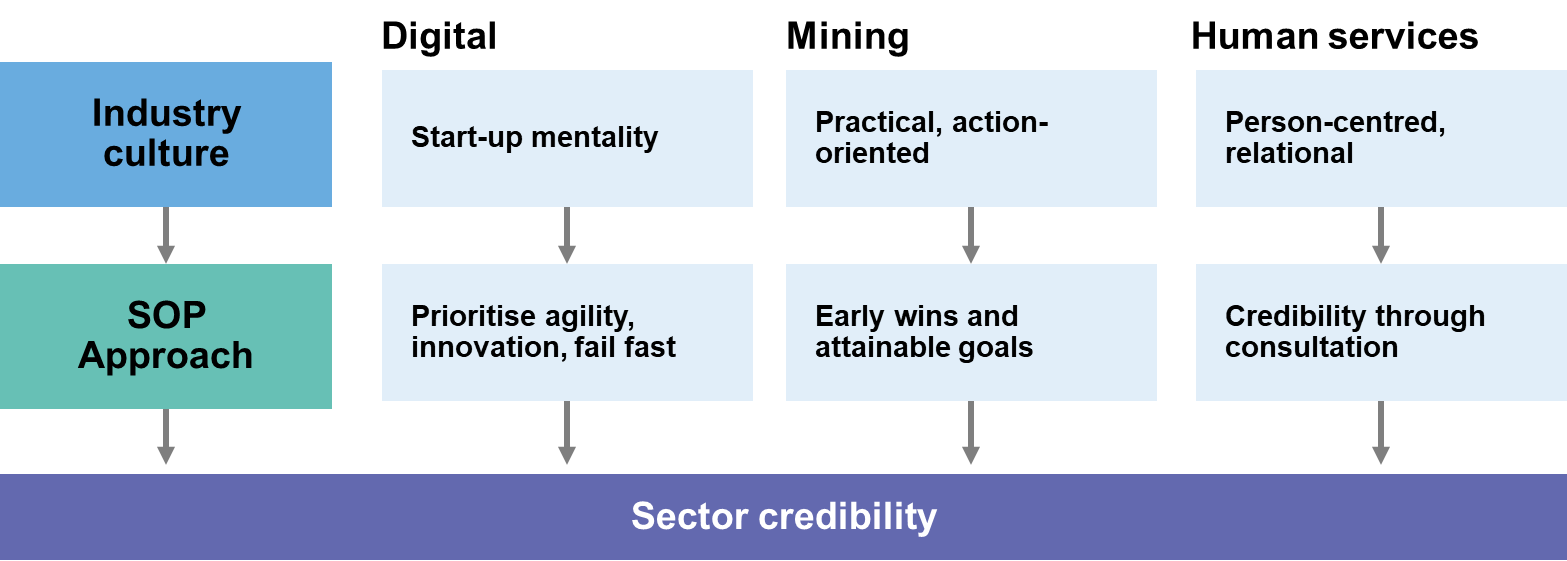 Digital
Mining
Human services
Industry
culture
Start-up mentality
Practical, action-
oriented
Person-centred,
relational
SOP
Approach
Prioritise agility,
innovation, fail fast
Early wins and
attainable goals
Credibility through
consultation
Sector credibility